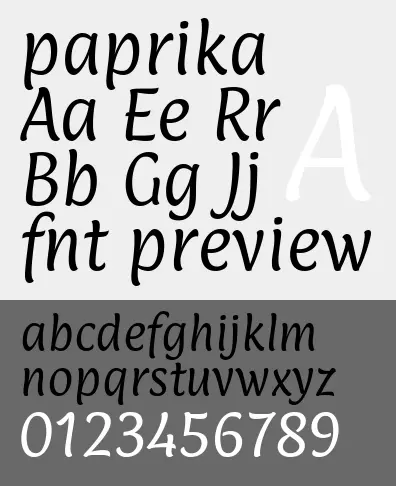 paprika
Aa Ee Rr
A
Bb Gg Jj
fnt preview
abcdefghijklm
nopqrstuvwxyz
0123456789